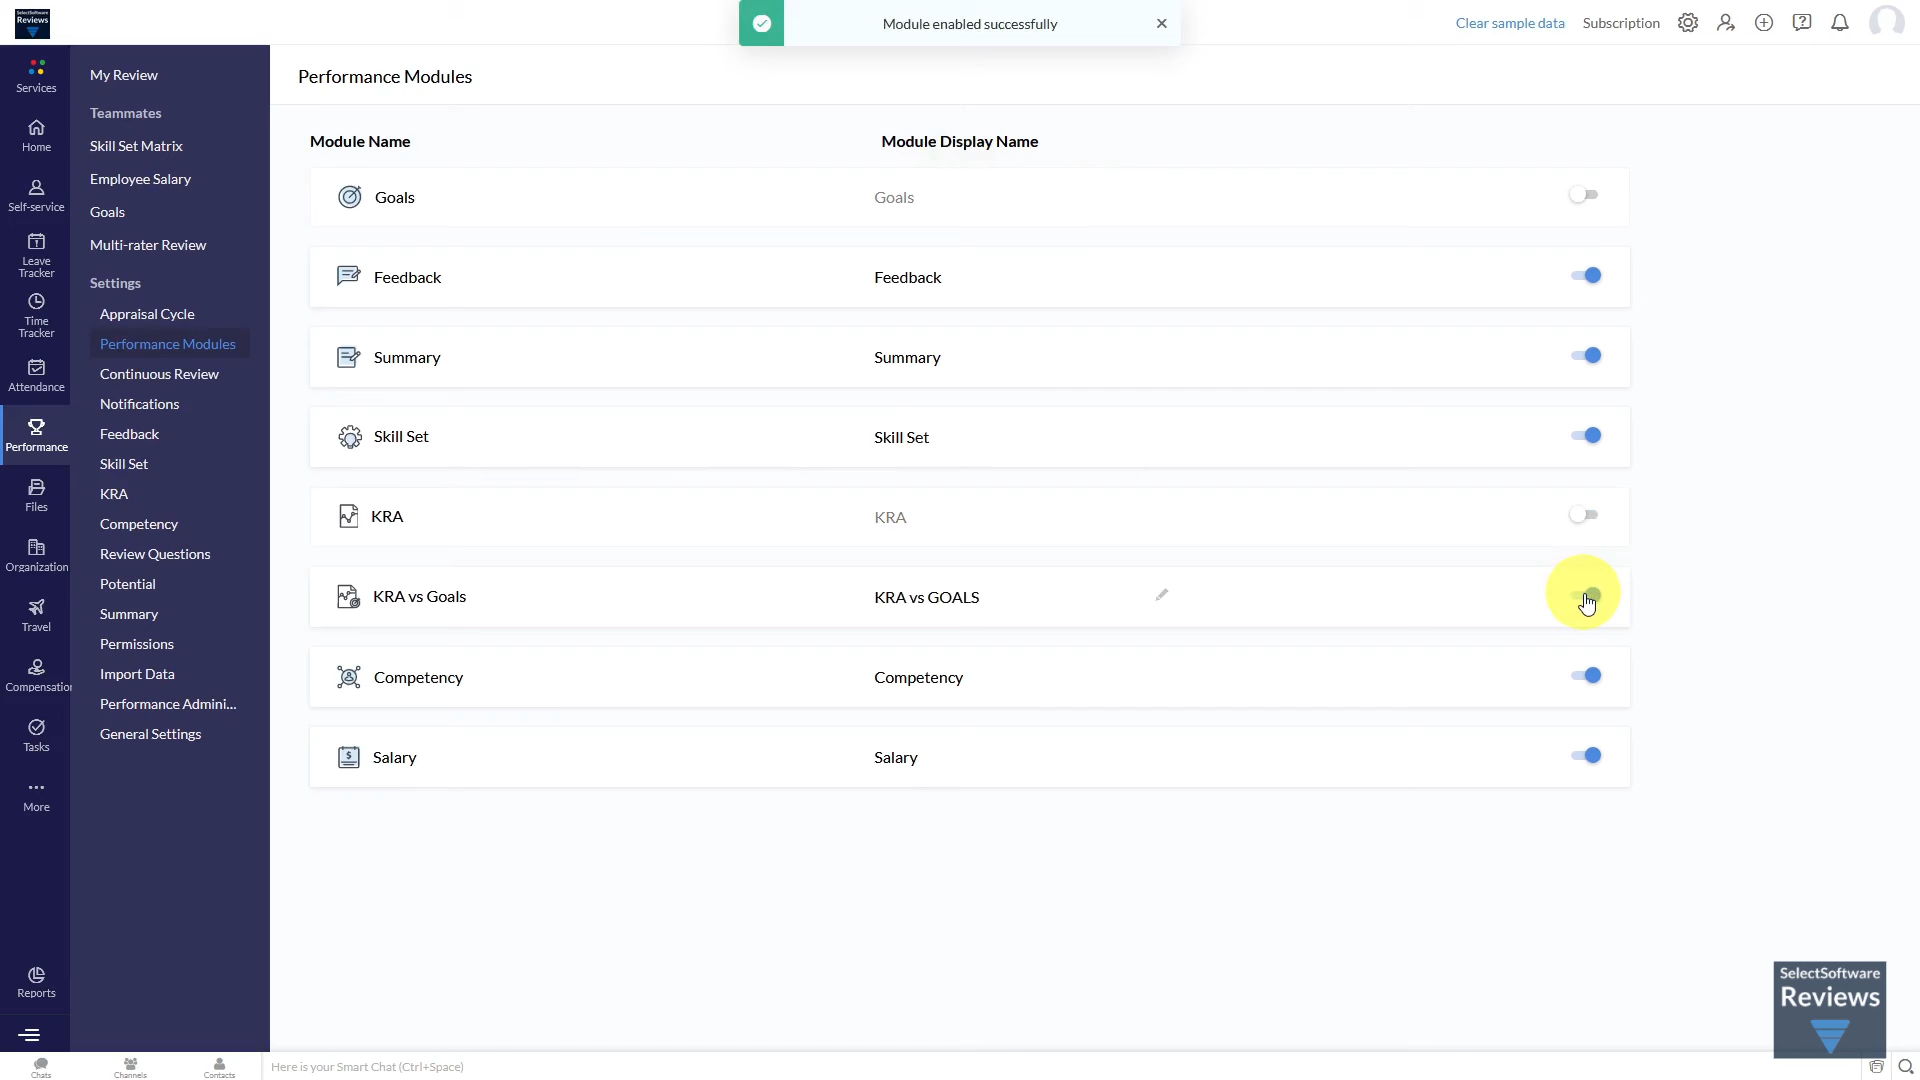 SelectSoftware
Reviews
Module enabled successfully
Clear sample data
Subscription
Services
Home
Self-service
Leave
Tracker
Time
Tracker
Attendance
Performance
Files
Organization
Travel
Compensation
Tasks
More
Reports
My Review
Teammates
Skill Set Matrix
Employee Salary
Goals
Multi-rater Review
Settings
Appraisal Cycle
Performance Modules
Continuous Review
Notifications
Feedback
Skill Set
KRA
Competency
Review Questions
Potential
Summary
Permissions
Import Data
Performance Admini...
General Settings
Performance Modules
Module Name Module Display Name
Goals Goals
Feedback Feedback
Summary Summary
Skill Set Skill Set
KRA KRA
KRA vs Goals KRA vs GOALS
Competency Competency
Salary Salary
SelectSoftware
Reviews
Chats
Channels
Contacts
Here is your Smart Chat (Ctrl+Space)